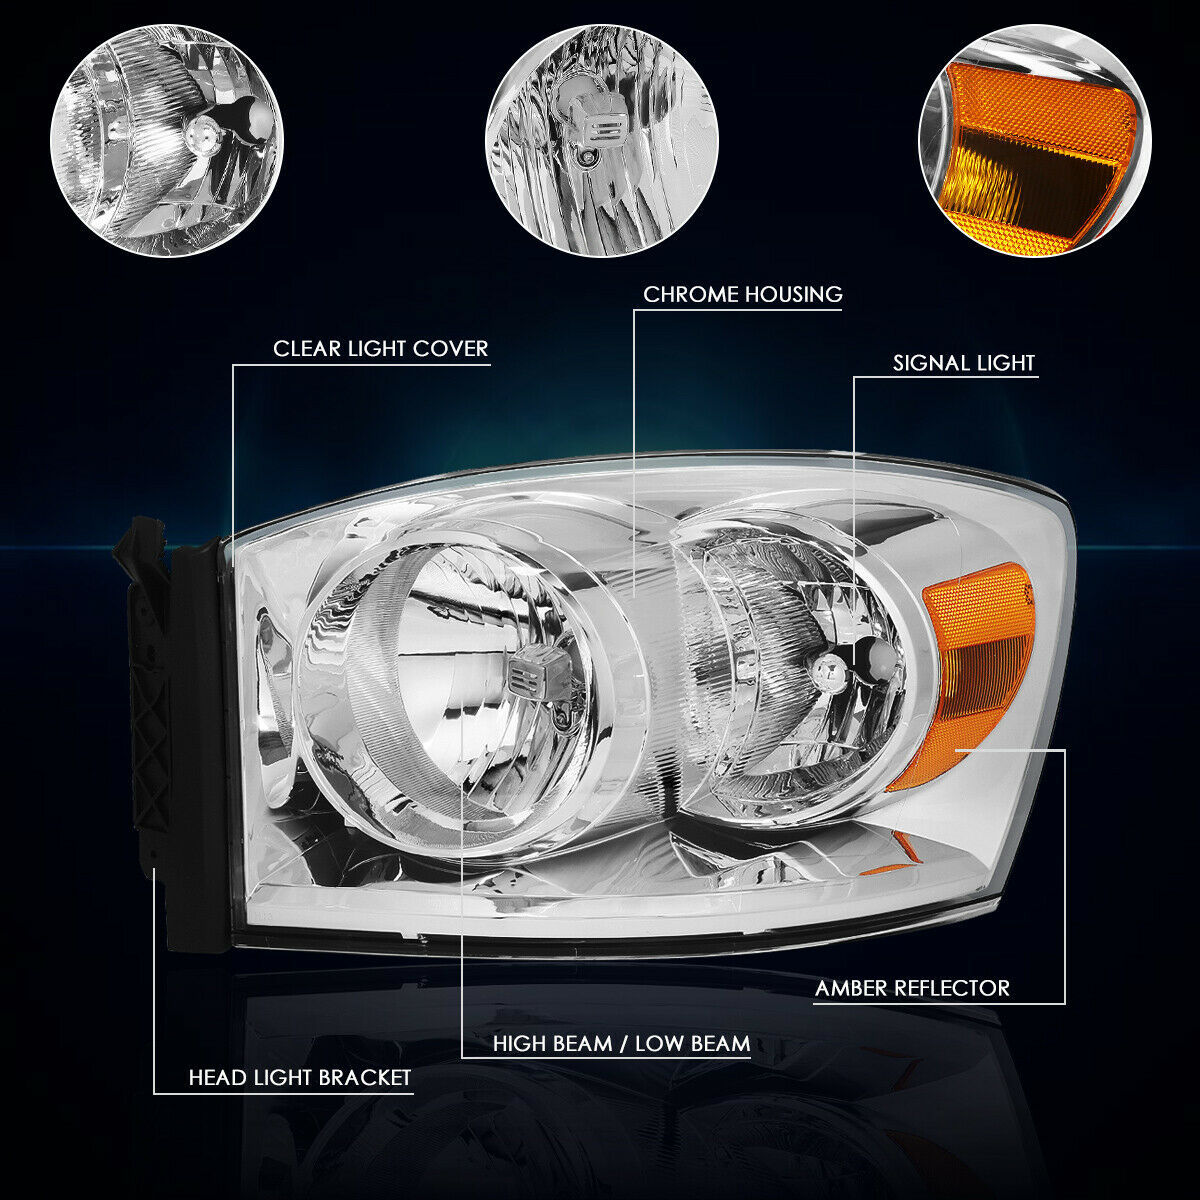 CHROME HOUSING
CLEAR LIGHT COVER
SIGNAL LIGHT
AMBER REFLECTOR
HIGH BEAM / LOW BEAM
HEAD LIGHT BRACKET